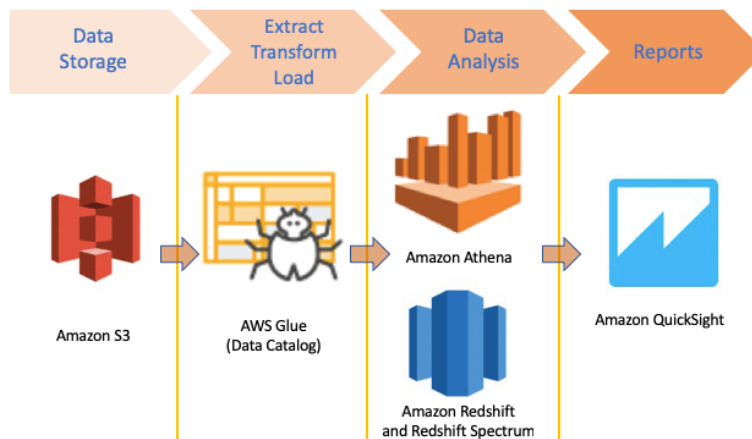 Data
Storage
Extract
Transform
Load
Data
Analysis
Reports
Amazon S3
AWS Glue
(Data Catalog)
Amazon Athena
Amazon Redshift
and Redshift Spectrum
Amazon QuickSight